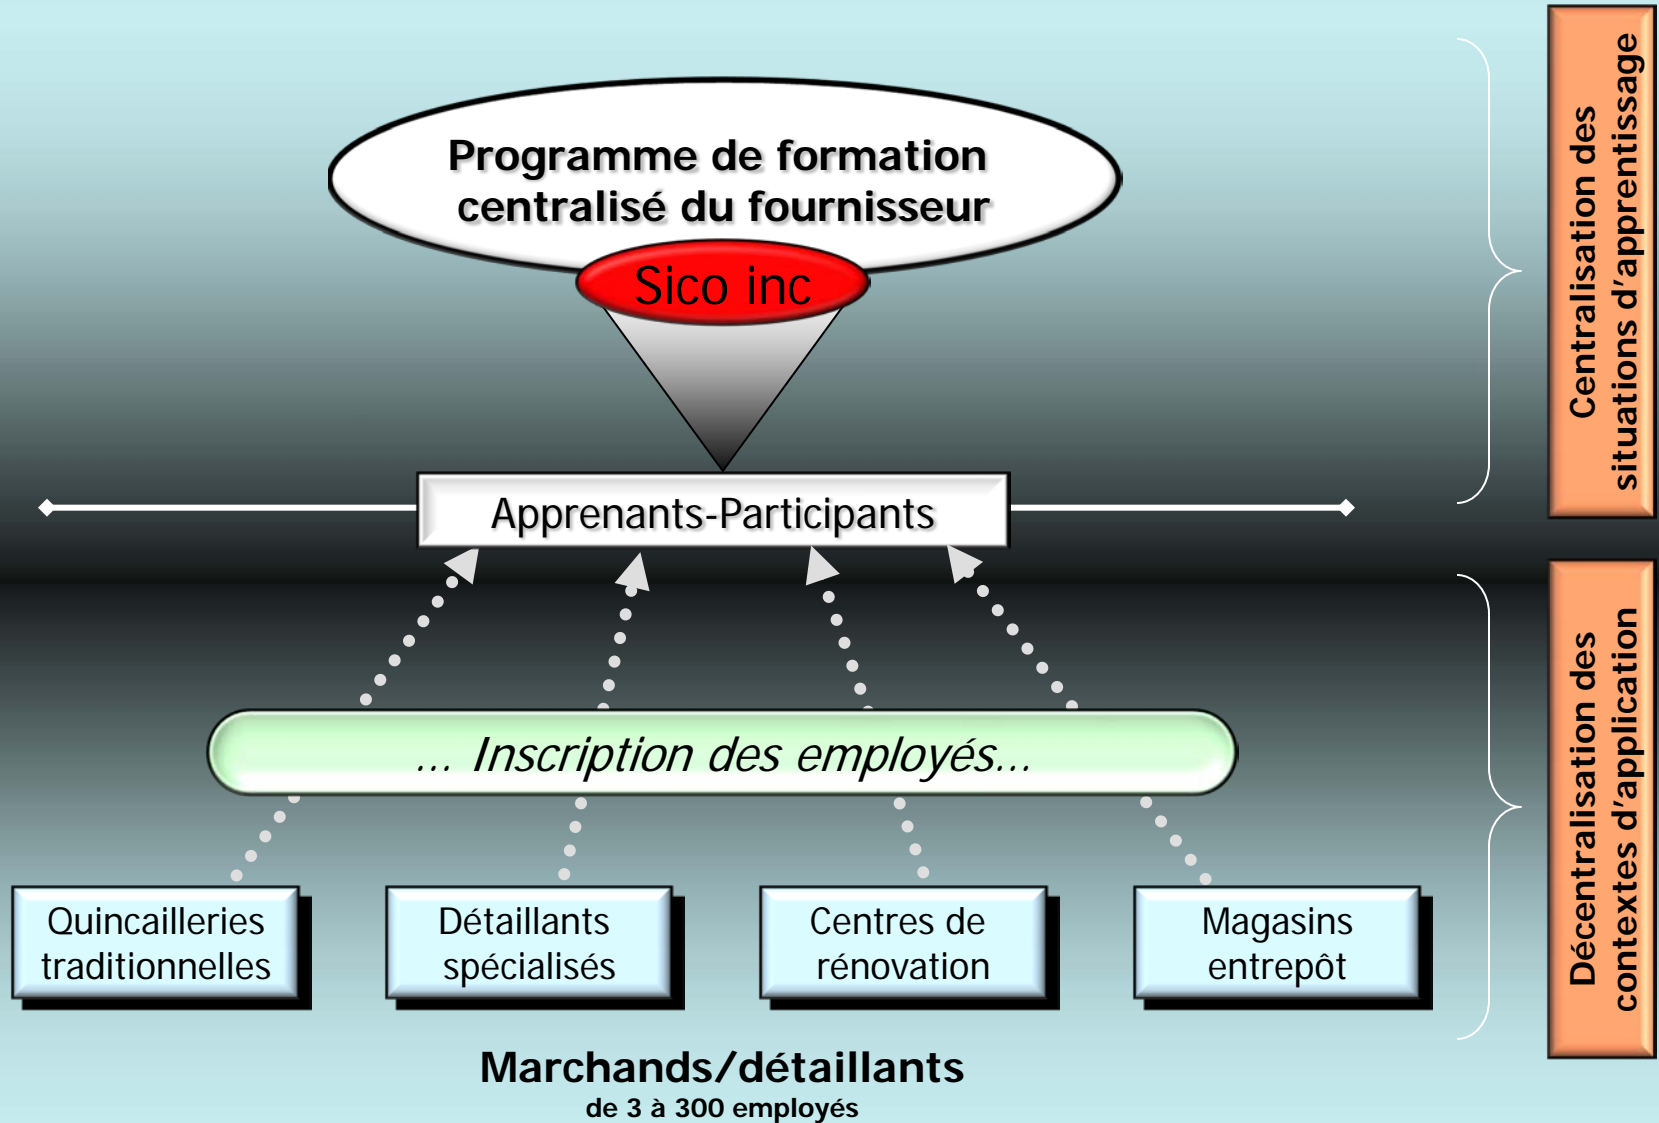 Programme de formation
centralisé du fournisseur
Sico inc
Apprenants-Participants
... Inscription des employés...
Quincailleries
traditionnelles
Détaillants
spécialisés
Centres de
rénovation
Magasins
entrepôt
Marchands/détaillants
de 3 à 300 employés
Centralisation des
situations d'apprentissage
Décentralisation des
contextes d'application